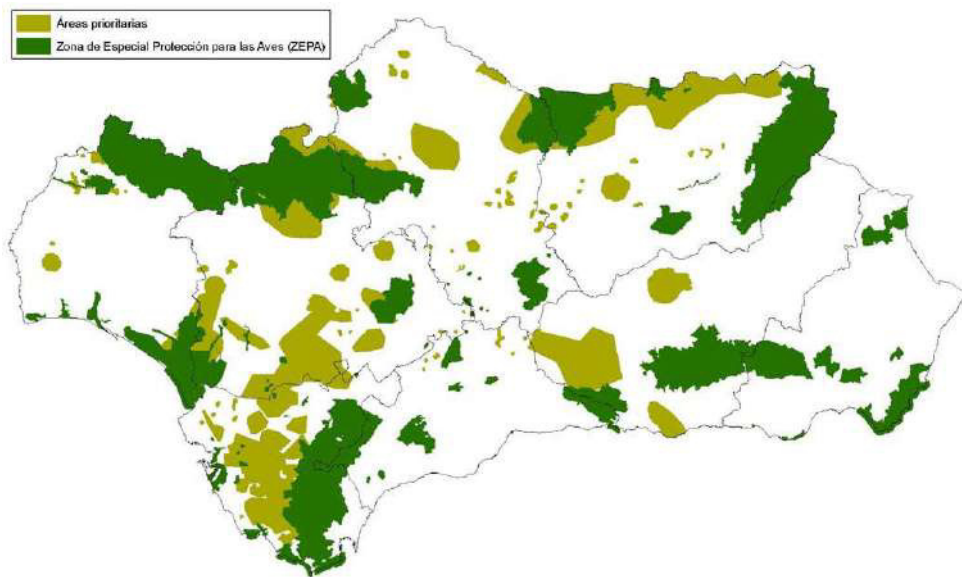 Áreas prioritarias
Zona de Especial Protección para las Aves (ZEPA)